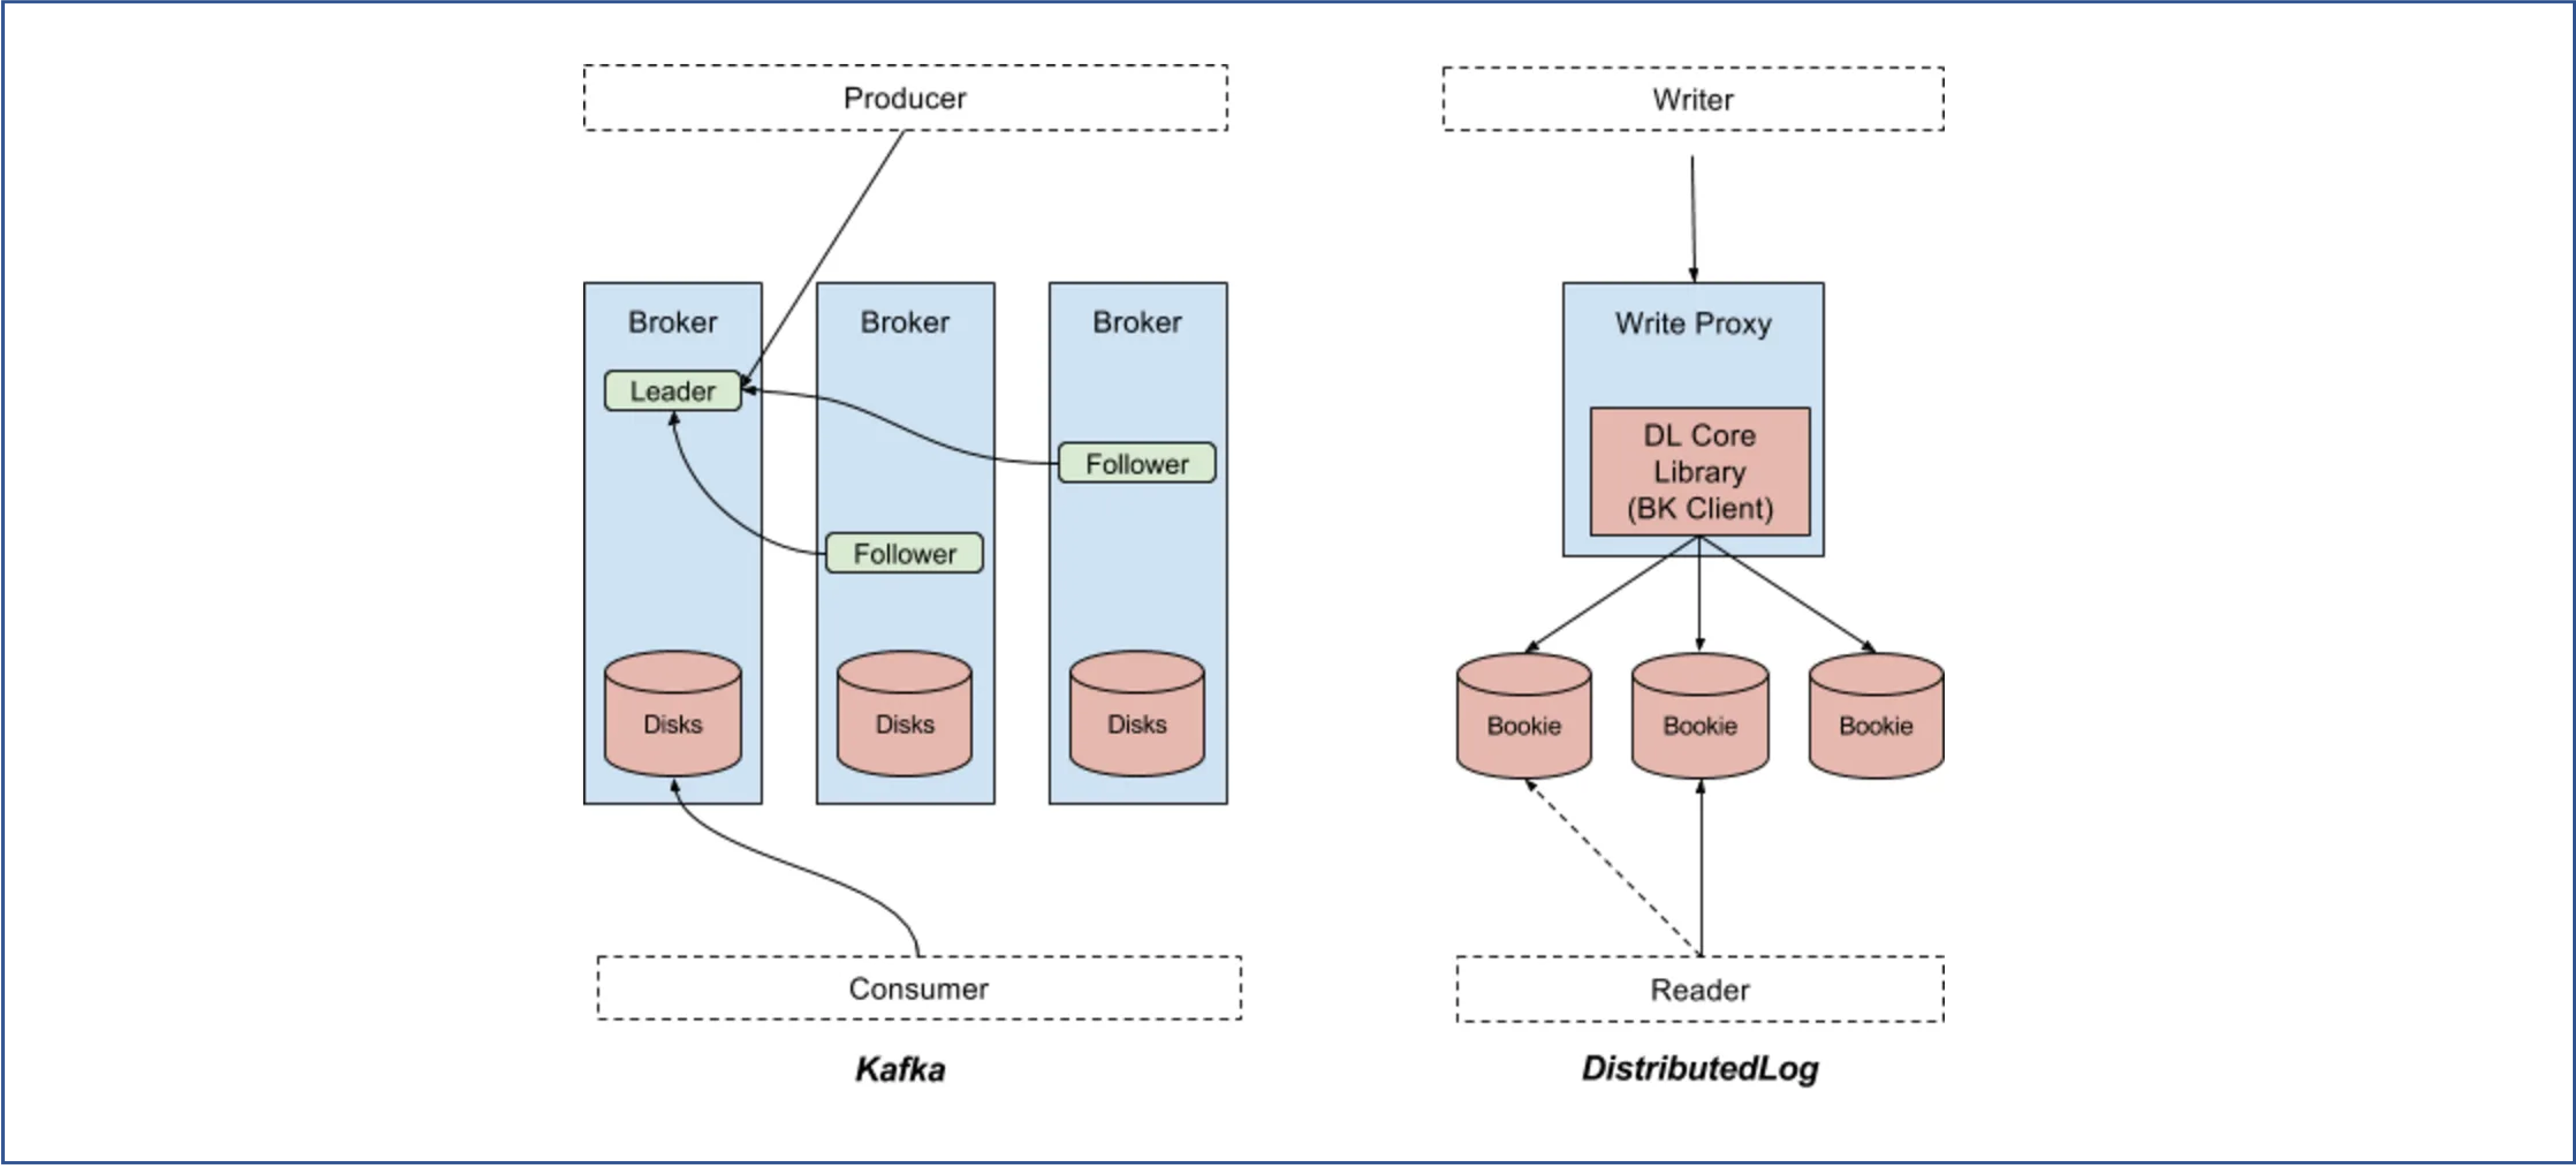 Producer
Broker
Broker
Broker
Leader
Follower
Follower
Disks
Disks
Disks
Consumer
Kafka
Writer
Write Proxy
DL Core
Library
(BK Client)
Bookie
Bookie
Bookie
Reader
DistributedLog